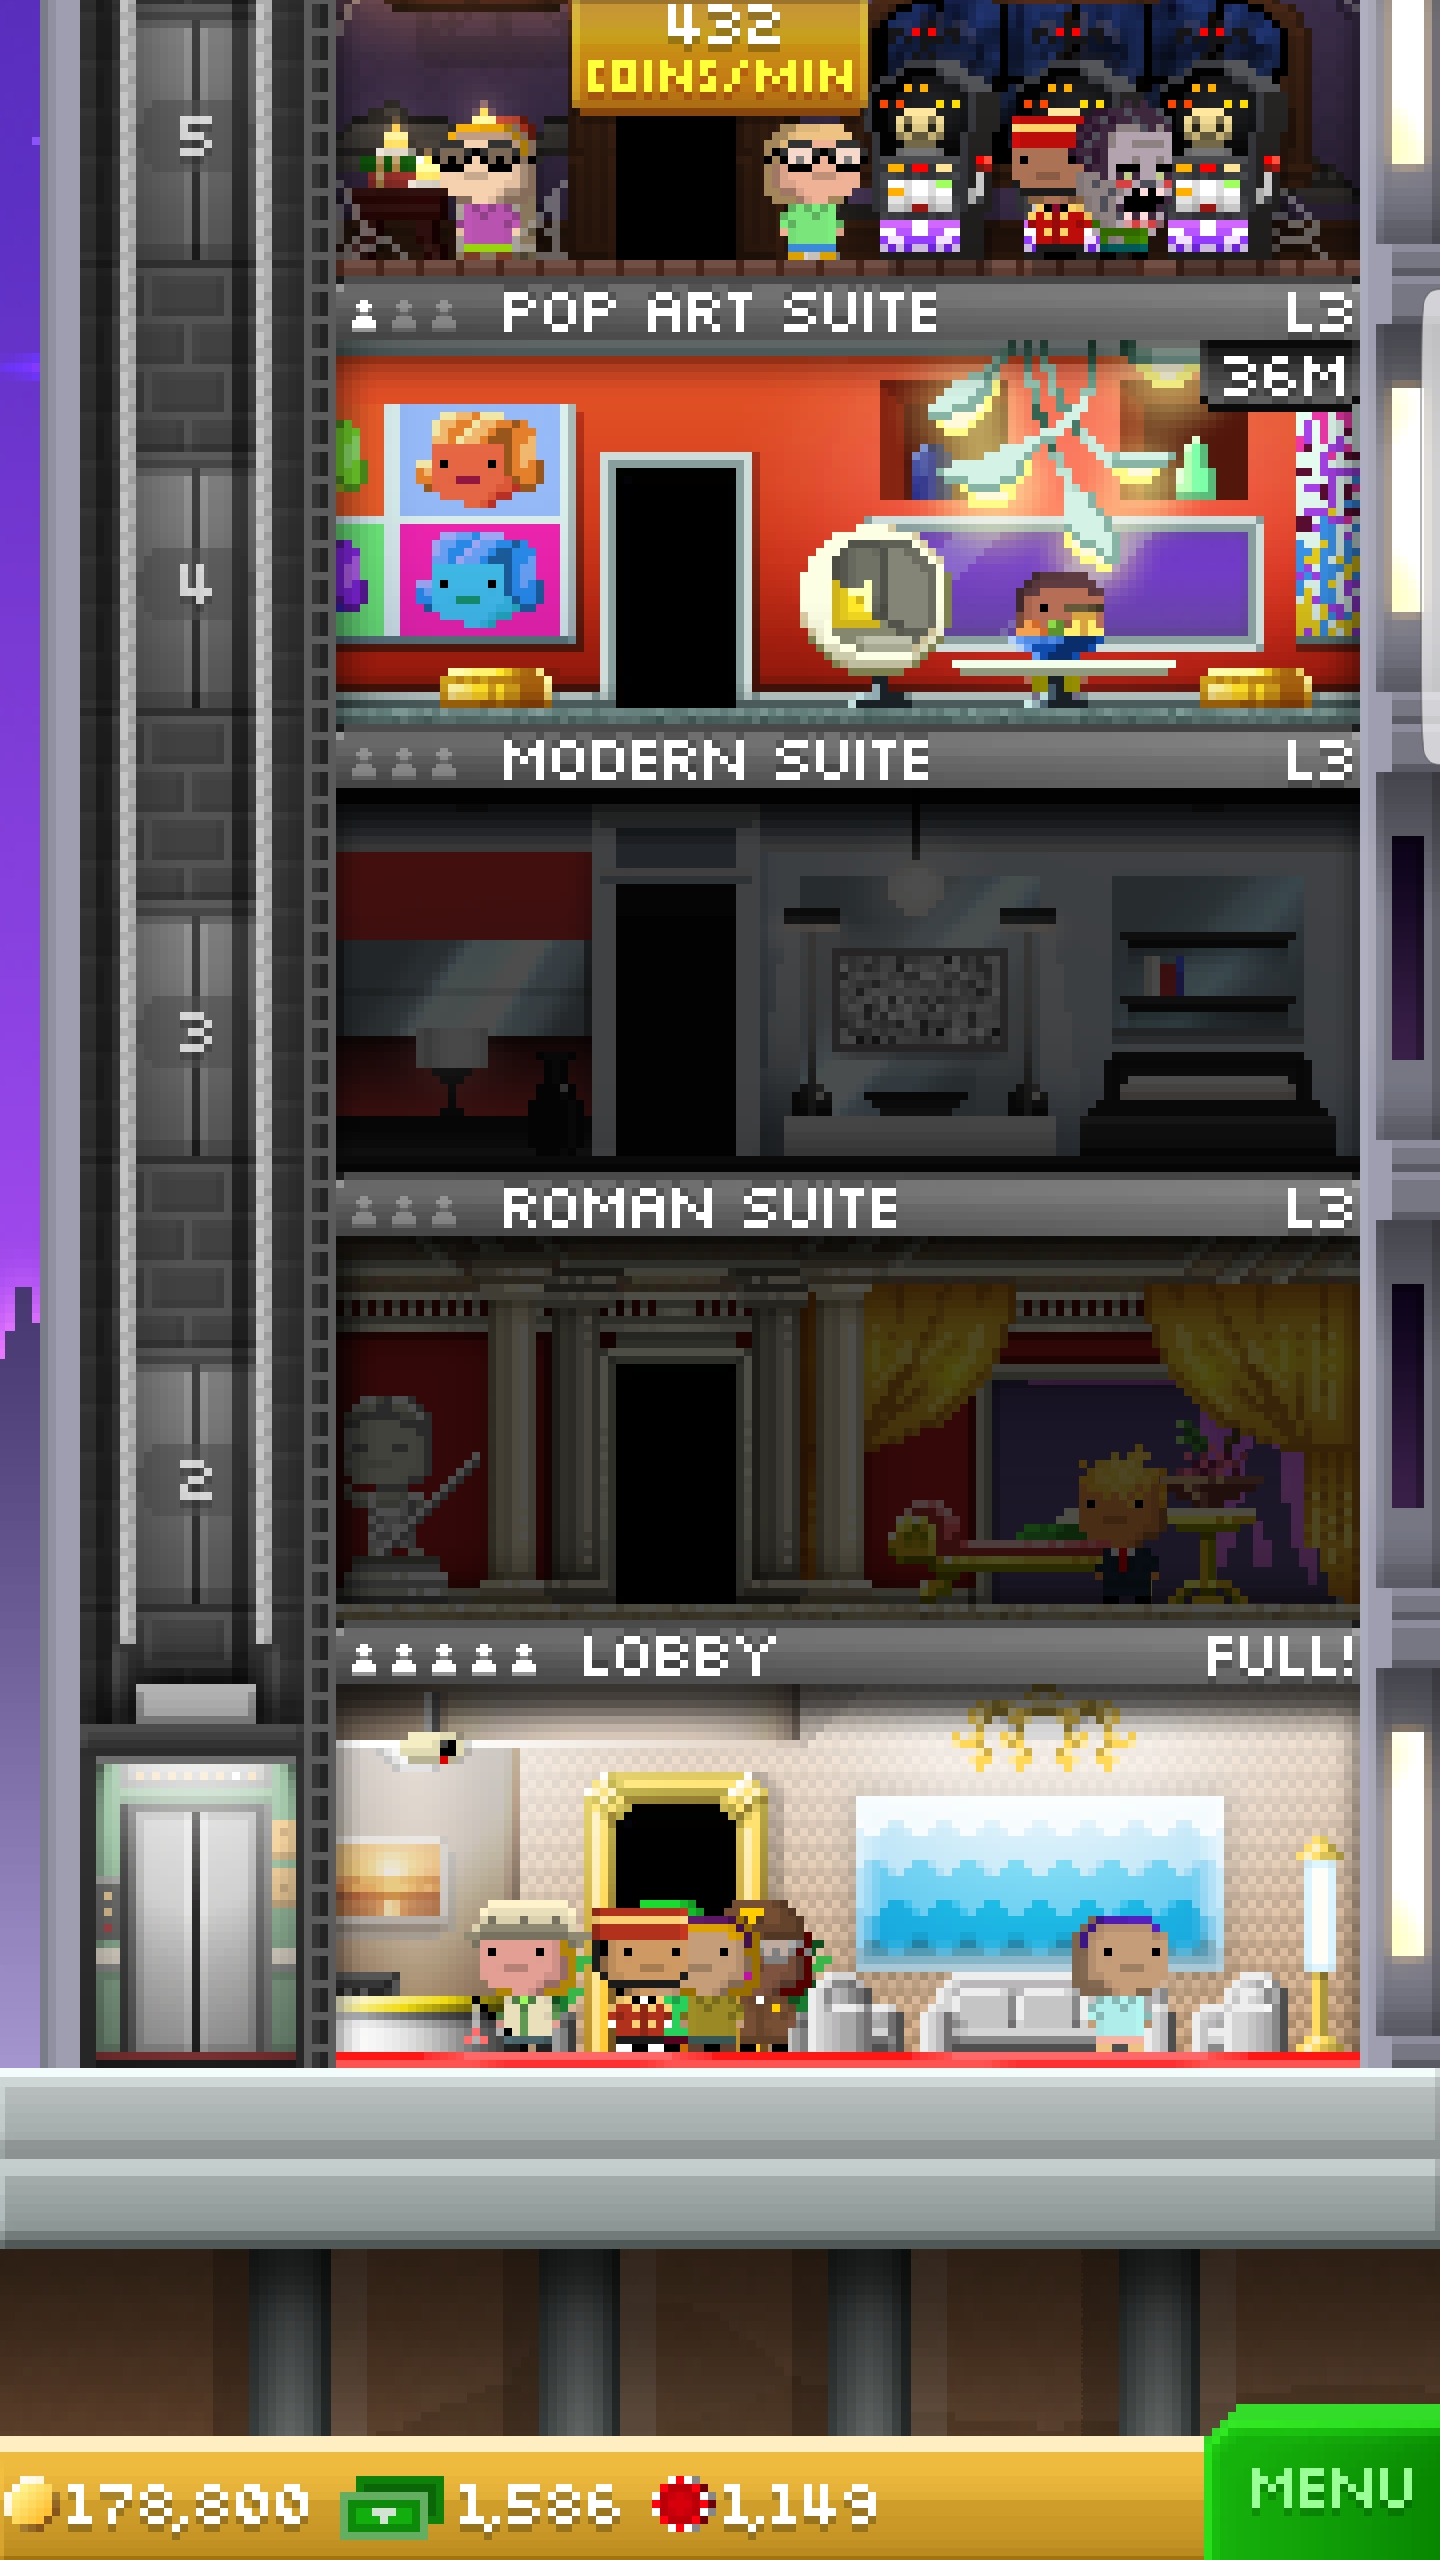 432
COINS/MIN
5
POP ART SUITE L3
36M
4
MODERN SUITE L3
3
ROMAN SUITE L3
2
LOBBY FULL!
178,800 1,586 1,149 MENU